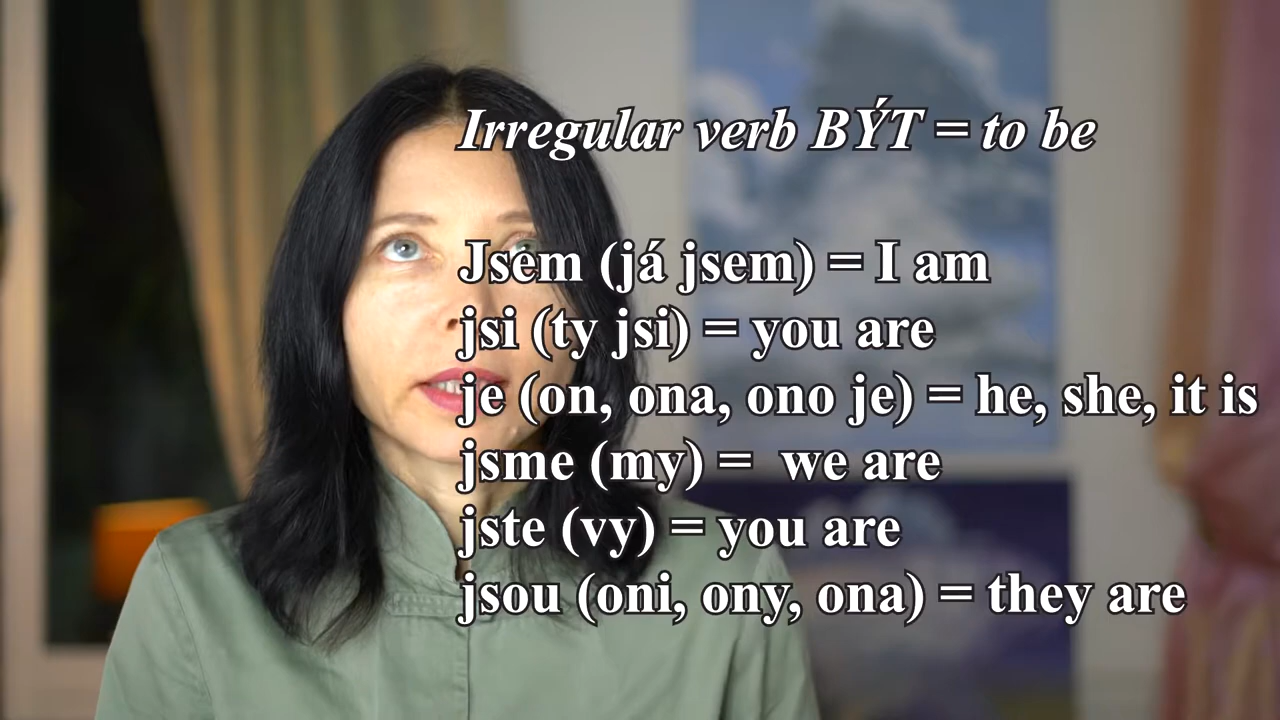 Irregular verb BÝT = to be
Jsem (já jsem) = I am
jsi (ty jsi) = you are
je (on, ona, ono je) = he, she, it is
jsme (my) = we are
jste (vy) = you are
jsou (oni, ony, ona) = they are